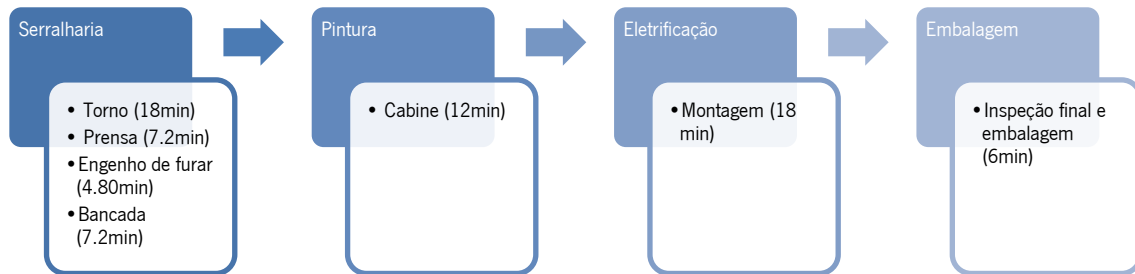 Serralharia
• Torno (18min)
• Prensa (7.2min)
• Engenho de furar
(4.80min)
• Bancada
(7.2min)
Pintura
• Cabine (12min)
Eletrificação
• Montagem (18
min)
Embalagem
• Inspeção final e
embalagem
(6min)